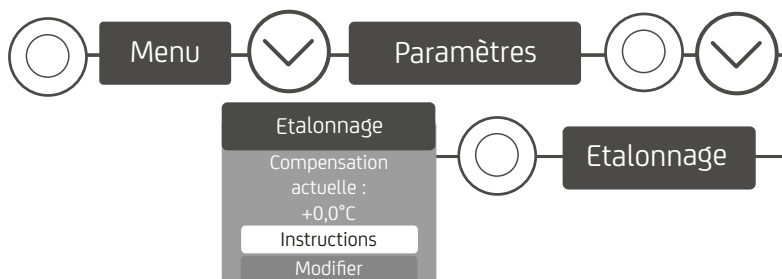 Menu
Paramètres
Etalonnage
Compensation
actuelle :
+0,0°C
Instructions
Modifier
Etalonnage